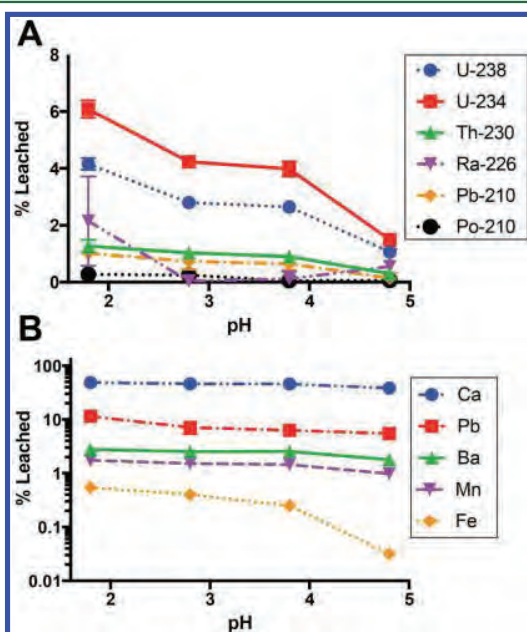 A
8
6
4
2
0
% Leached
2
3
4
5
pH
U-238
U-234
Th-230
Ra-226
Pb-210
Po-210
B
100
10
1
0.1
0.01
% Leached
2
3
4
5
pH
Ca
Pb
Ba
Mn
Fe